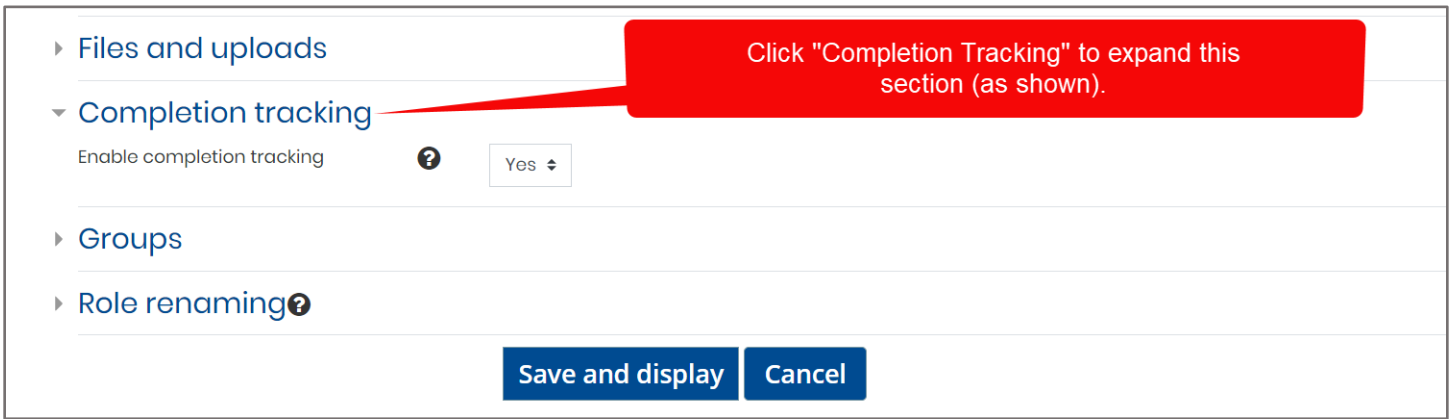 Files and uploads
Click "Completion Tracking" to expand this
section (as shown).
Completion tracking
Enable completion tracking ? Yes
Groups
Role renaming ?
Save and display Cancel